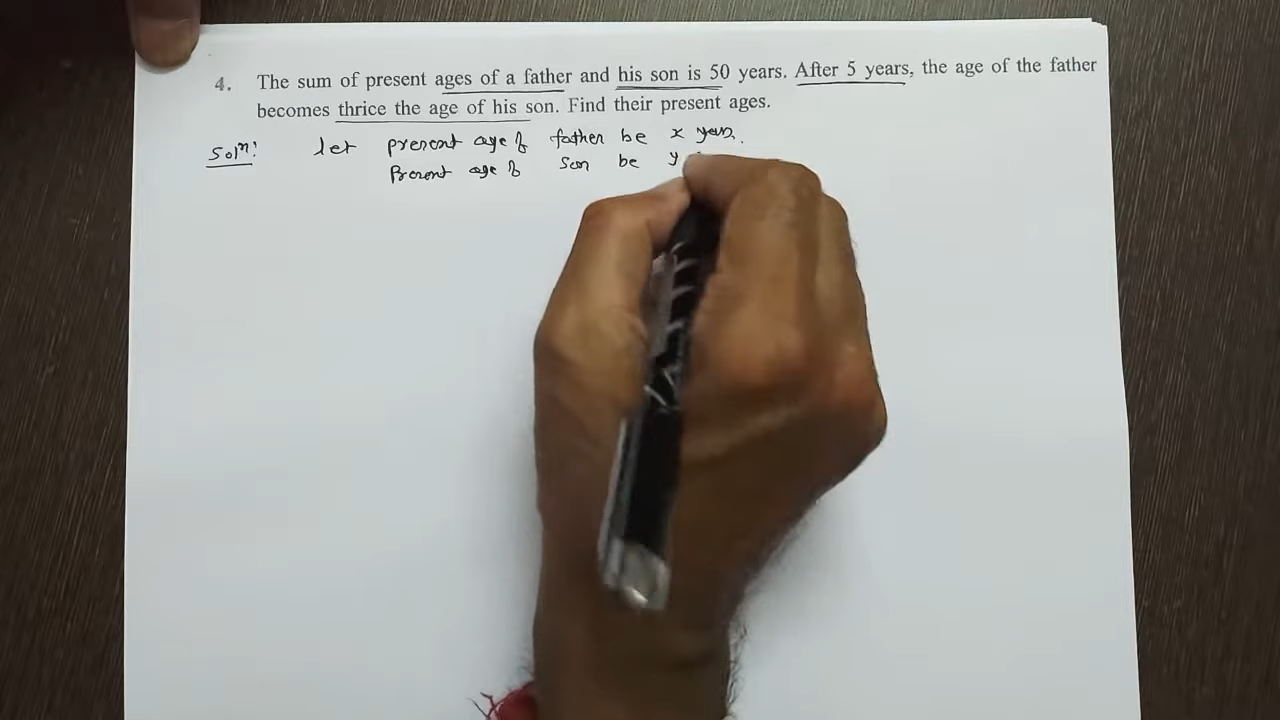 4. The sum of present ages of a father and his son is 50 years. After 5 years, the age of the father
becomes thrice the age of his son. Find their present ages.
Solⁿ: let present age of father be x years.
Present age of son be y